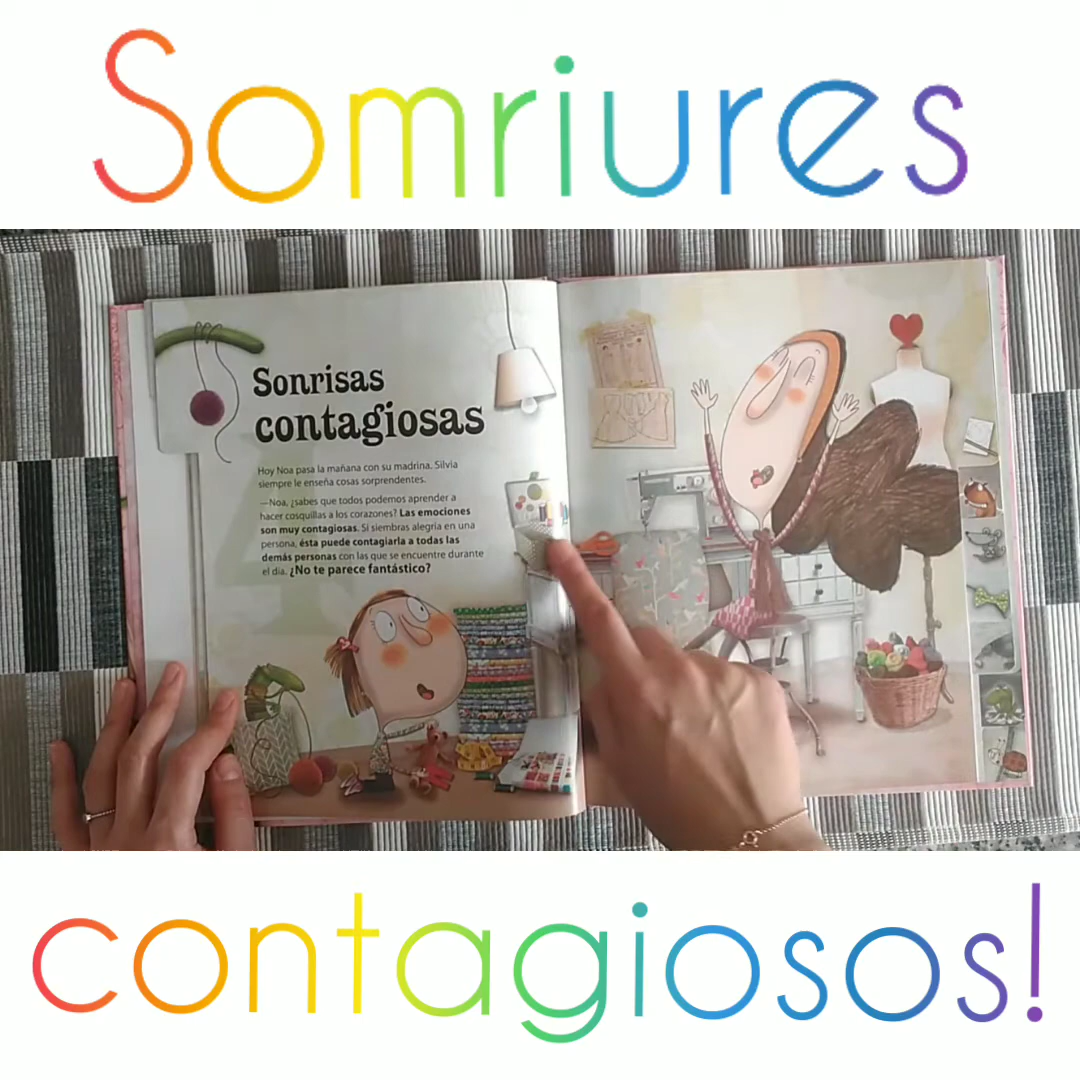 Somriures
Sonrisas
contagiosas
Hoy Noa pasa la mañana con su madrina. Silvia
siempre le enseña cosas sorprendentes.
—Noa, ¿sabes que todos podemos aprender a
hacer cosquillas a los corazones? Las emociones
son muy contagiosas. Si siembras alegría en una
persona, ésta puede contagiarla a todas las
demás personas con las que se encuentre durante
el día. ¿No te parece fantástico?
contagiosos!